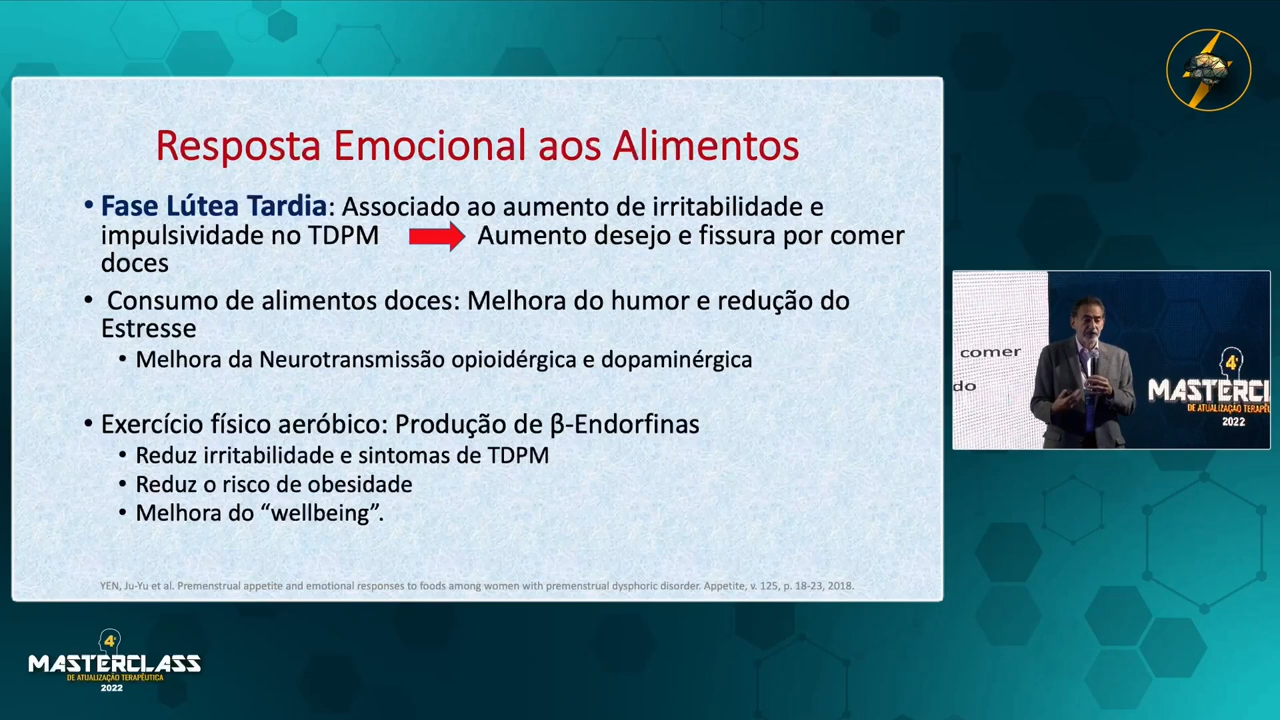 Resposta Emocional aos Alimentos
• Fase Lútea Tardia: Associado ao aumento de irritabilidade e
impulsividade no TDPM Aumento desejo e fissura por comer
doces
• Consumo de alimentos doces: Melhora do humor e redução do
Estresse
• Melhora da Neurotransmissão opioidérgica e dopaminérgica
• Exercício físico aeróbico: Produção de β-Endorfinas
• Reduz irritabilidade e sintomas de TDPM
• Reduz o risco de obesidade
• Melhora do “wellbeing”.
YEN, Ju-Yu et al. Premenstrual appetite and emotional responses to foods among women with premenstrual dysphoric disorder. Appetite, v. 125, p. 18-23, 2018.
comer
do
4ª
MASTERCL
DE ATUALIZAÇÃO TERAPÊU
2022
4ª
MASTERCLASS
DE ATUALIZAÇÃO TERAPÊUTICA
2022